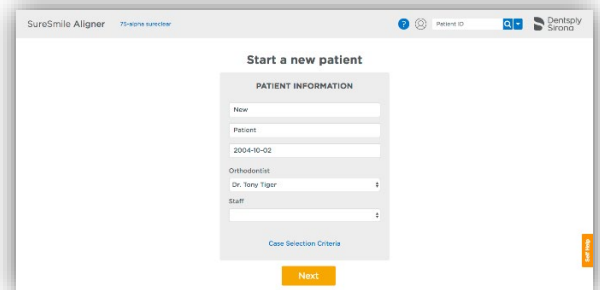 SureSmile Aligner
75-alpha sureclear
?
Patient ID
Dentsply
Sirona
Start a new patient
PATIENT INFORMATION
New
Patient
2004-10-02
Orthodontist
Dr. Tony Tiger
Staff
Case Selection Criteria
Self Help
Next